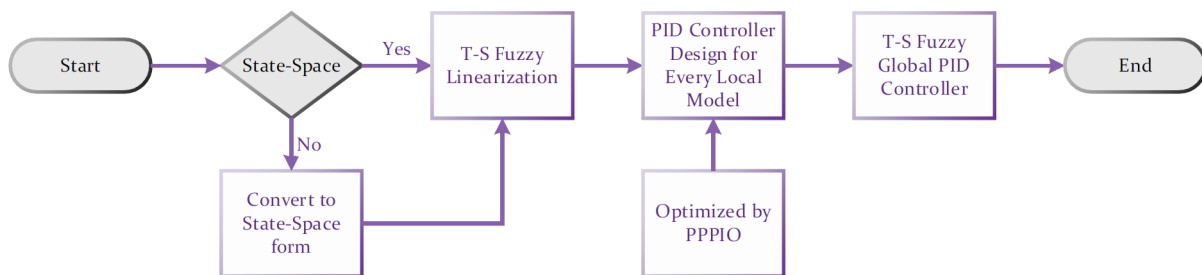 Start
State-Space
Yes
No
Convert to
State-Space
form
T-S Fuzzy
Linearization
PID Controller
Design for
Every Local
Model
Optimized by
PPPIO
T-S Fuzzy
Global PID
Controller
End